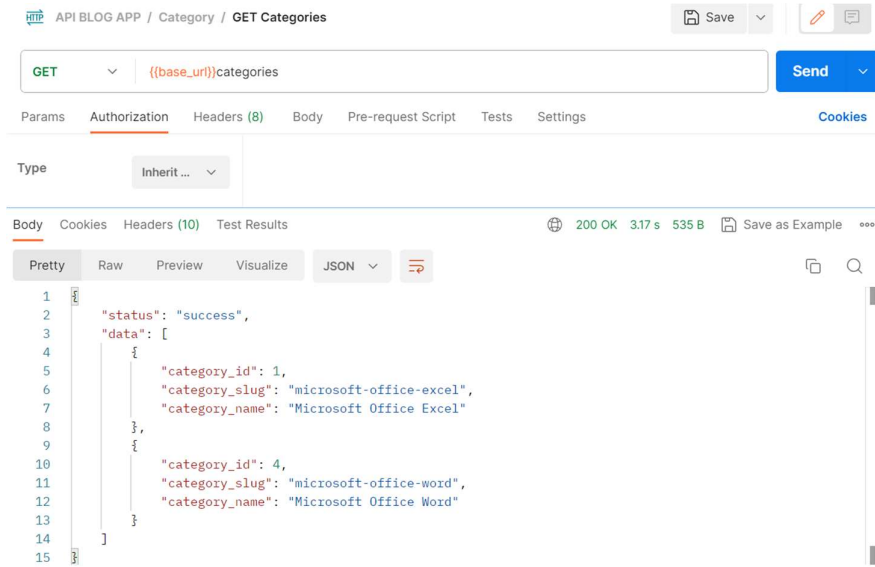 HTTP API BLOG APP / Category / GET Categories Save
GET {{base_url}}categories Send
Params Authorization Headers (8) Body Pre-request Script Tests Settings Cookies
Type Inherit ...
Body Cookies Headers (10) Test Results 200 OK 3.17 s 535 B Save as Example
Pretty Raw Preview Visualize JSON
1 {
2 "status": "success",
3 "data": [
4 {
5 "category_id": 1,
6 "category_slug": "microsoft-office-excel",
7 "category_name": "Microsoft Office Excel"
8 },
9 {
10 "category_id": 4,
11 "category_slug": "microsoft-office-word",
12 "category_name": "Microsoft Office Word"
13 }
14 ]
15 }